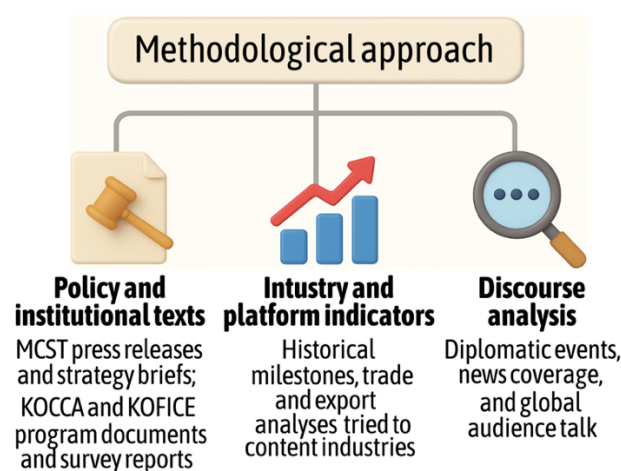 Methodological approach
Policy and
institutional texts
MCST press releases
and strategy briefs;
KOCCA and KOFICE
program documents
and survey reports
Intustry and
platform indicators
Historical
milestones, trade
and export
analyses tried to
content industries
Discourse
analysis
Diplomatic events,
news coverage,
and global
audience talk